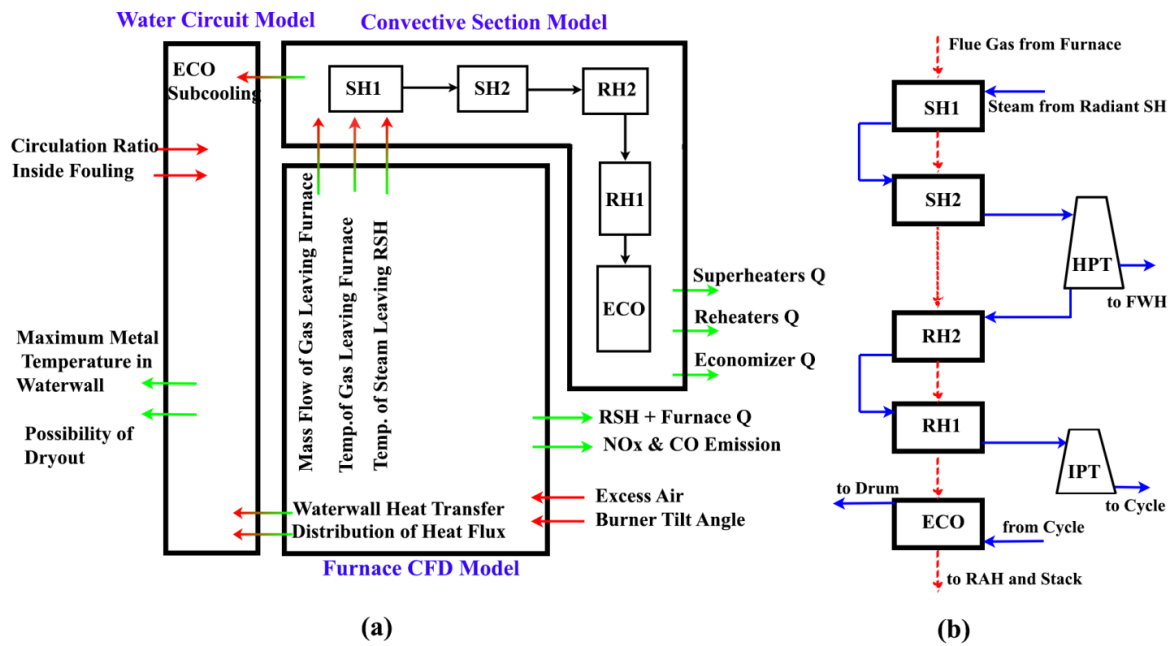 (a)
Water Circuit Model
Convective Section Model
ECO
Subcooling
SH1
SH2
RH2
RH1
ECO
Circulation Ratio
Inside Fouling
Mass Flow of Gas Leaving Furnace
Temp.of Gas Leaving Furnace
Temp. of Steam Leaving RSH
Superheaters Q
Reheaters Q
Economizer Q
Maximum Metal
Temperature in
Waterwall
Possibility of
Dryout
RSH + Furnace Q
NOx & CO Emission
Excess Air
Burner Tilt Angle
Waterwall Heat Transfer
Distribution of Heat Flux
Furnace CFD Model
(a)
Flue Gas from Furnace
SH1
Steam from Radiant SH
SH2
HPT
to FWH
RH2
RH1
IPT
to Drum
to Cycle
ECO
from Cycle
to RAH and Stack
(b)